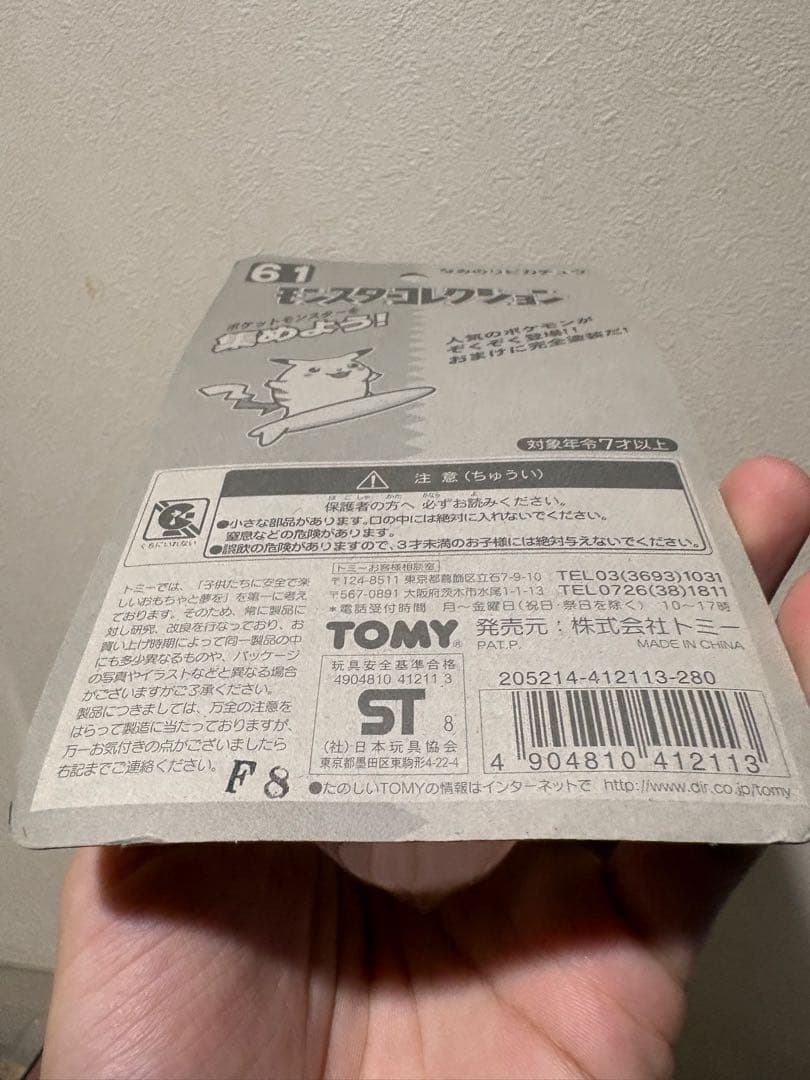 61
なみのりピカチュウ
モンスターコレクション
ポケットモンスターを
集めよう!
人気のポケモンが
ぞくぞく登場!!
おまけに完全塗装だ!
対象年令7才以上
注意(ちゅうい)
ほごしゃ かた かなら よ
保護者の方へ 必ずお読みください。
●小さな部品があります。口の中には絶対に入れないでください。
窒息などの危険があります。
●誤飲の危険がありますので、3才未満のお子様には絶対与えないでください。
くちにいれない
トミーでは、「子供たちに安全で楽
しいおもちゃと夢を」を第一に考え
ております。そのため、常に製品に
対し研究、改良を行なっており、お
買い上げ時期によって同一製品の中
にも多少異なるものや、パッケージ
の写真やイラストなどと異なる場合
がございますがご了承ください。
製品につきましては、万全の注意を
はらって製造に当たっておりますが、
万一お気付きの点がございましたら
右記までご連絡ください。
F8
トミーお客様相談室
〒124-8511 東京都葛飾区立石7-9-10 TEL03(3693)1031
〒567-0891 大阪府茨木市水尾1-1-13 TEL0726(38)1811
*電話受付時間 月〜金曜日(祝日・祭日を除く) 10〜17時
TOMY® 発売元:株式会社トミー
PAT.P. MADE IN CHINA
玩具安全基準合格
4904810 41211 3
ST 8
(社)日本玩具協会
東京都墨田区東駒形4-22-4
205214-412113-280
4 904810 412113
●たのしいTOMYの情報はインターネットで http://www.dir.co.jp/tomy